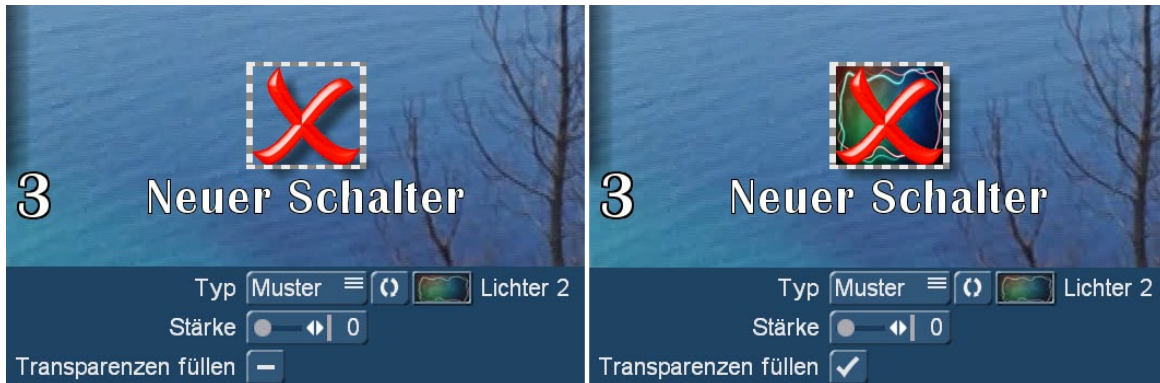 3 Neuer Schalter
Typ Muster Lichter 2
Stärke 0
Transparenzen füllen
3 Neuer Schalter
Typ Muster Lichter 2
Stärke 0
Transparenzen füllen